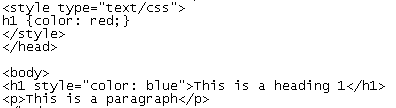 <style type="text/css">
h1 {color: red;}
</style>
</head>
<body>
<h1 style="color: blue">This is a heading 1</h1>
<p>This is a paragraph</p>